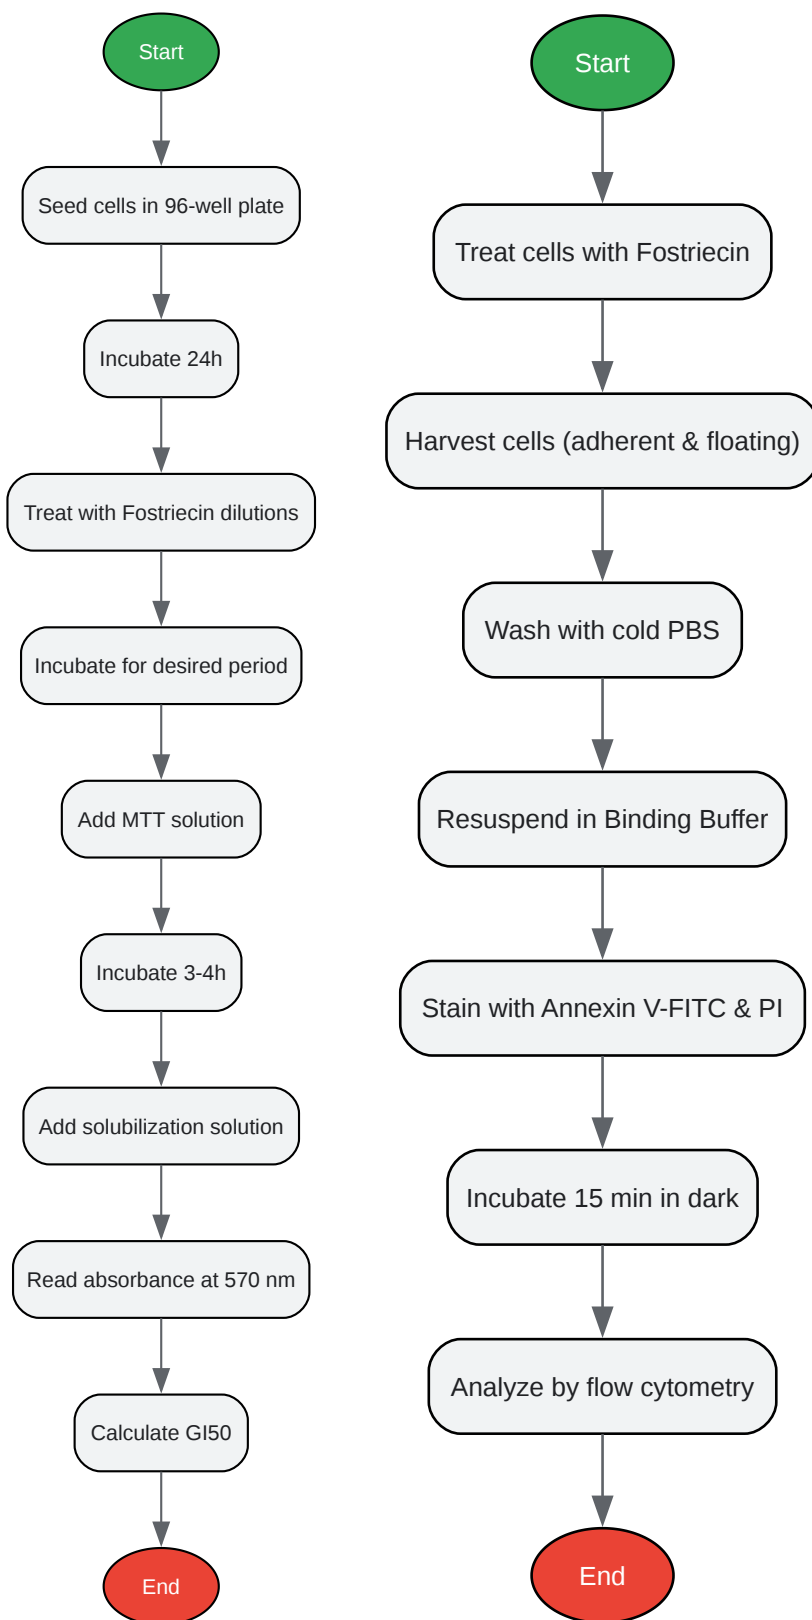 Start
Seed cells in 96-well plate
Incubate 24h
Treat with Fostriecin dilutions
Incubate for desired period
Add MTT solution
Incubate 3-4h
Add solubilization solution
Read absorbance at 570 nm
Calculate GI50
End
Start
Treat cells with Fostriecin
Harvest cells (adherent & floating)
Wash with cold PBS
Resuspend in Binding Buffer
Stain with Annexin V-FITC & PI
Incubate 15 min in dark
Analyze by flow cytometry
End